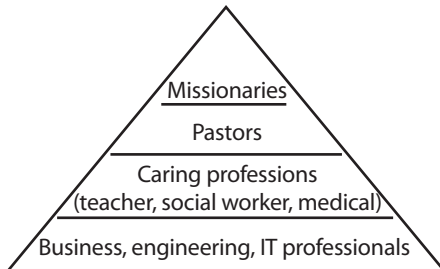 Missionaries
Pastors
Caring professions
(teacher, social worker, medical)
Business, engineering, IT professionals